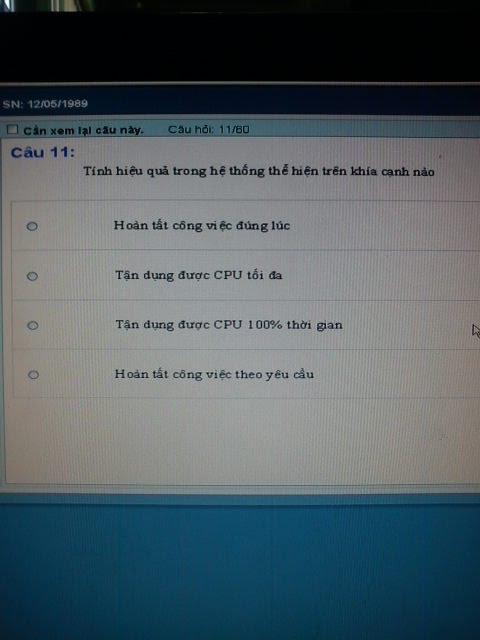 SN: 12/05/1989
Cần xem lại câu này. Câu hỏi: 11/60
Câu 11:
Tính hiệu quả trong hệ thống thể hiện trên khía cạnh nào
Hoàn tất công việc đúng lúc
Tận dụng được CPU tối đa
Tận dụng được CPU 100% thời gian
Hoàn tất công việc theo yêu cầu